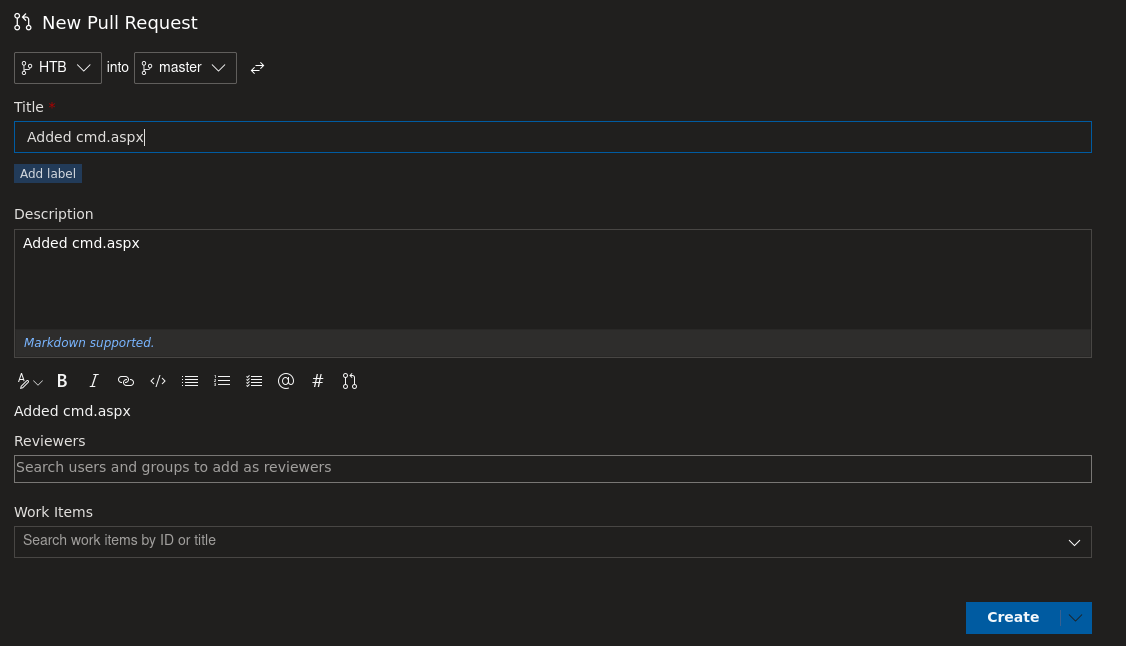 New Pull Request
HTB into master
Title *
Added cmd.aspx
Add label
Description
Added cmd.aspx
Markdown supported.
B I </> @ #
Added cmd.aspx
Reviewers
Search users and groups to add as reviewers
Work Items
Search work items by ID or title
Create